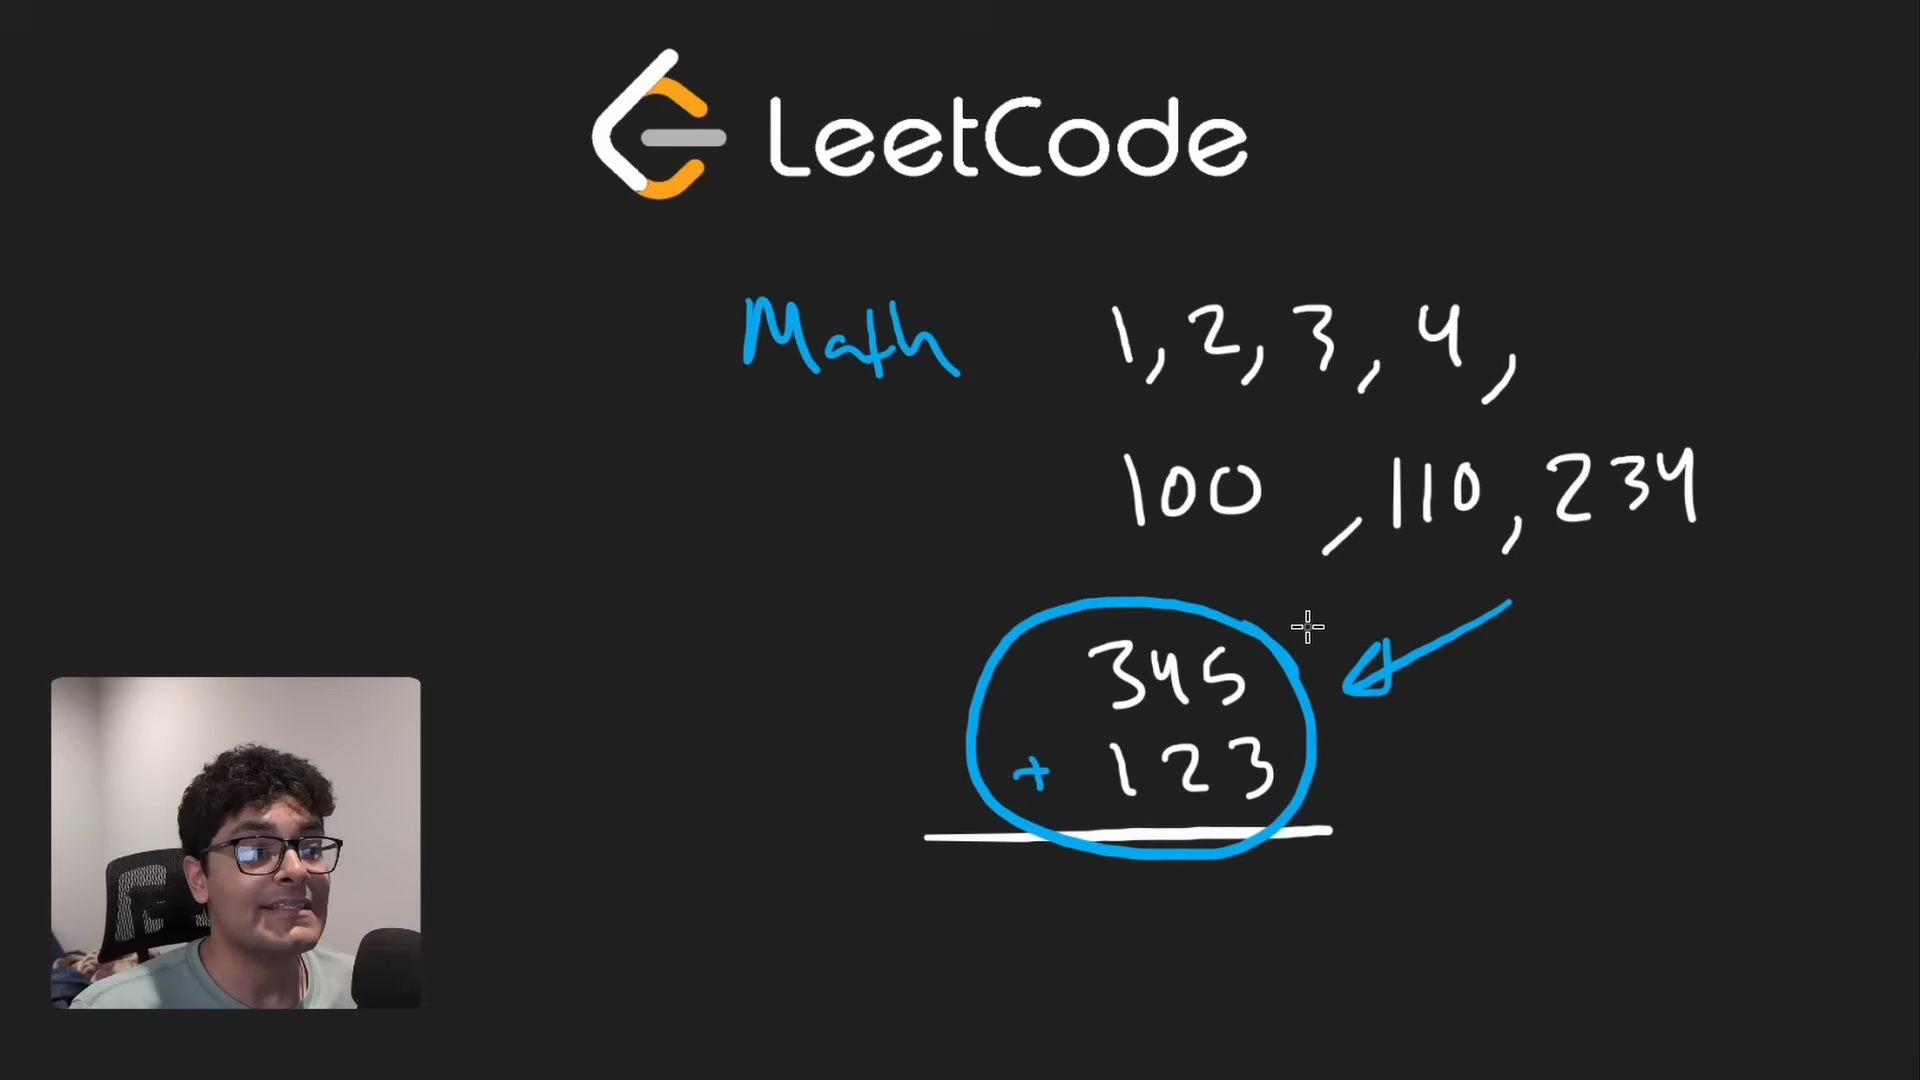 LeetCode
Math
1, 2, 3, 4,
100 , 110, 234
345
+ 123